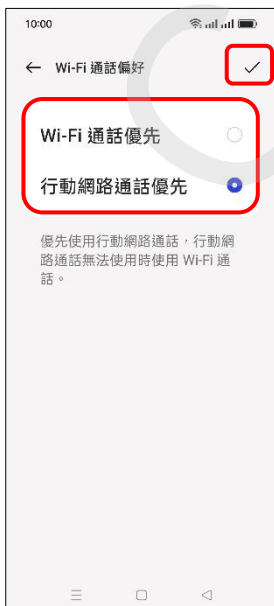 10:00
Wi-Fi 通話偏好
Wi-Fi 通話優先
行動網路通話優先
優先使用行動網路通話，行動網
路通話無法使用時使用 Wi-Fi 通
話。